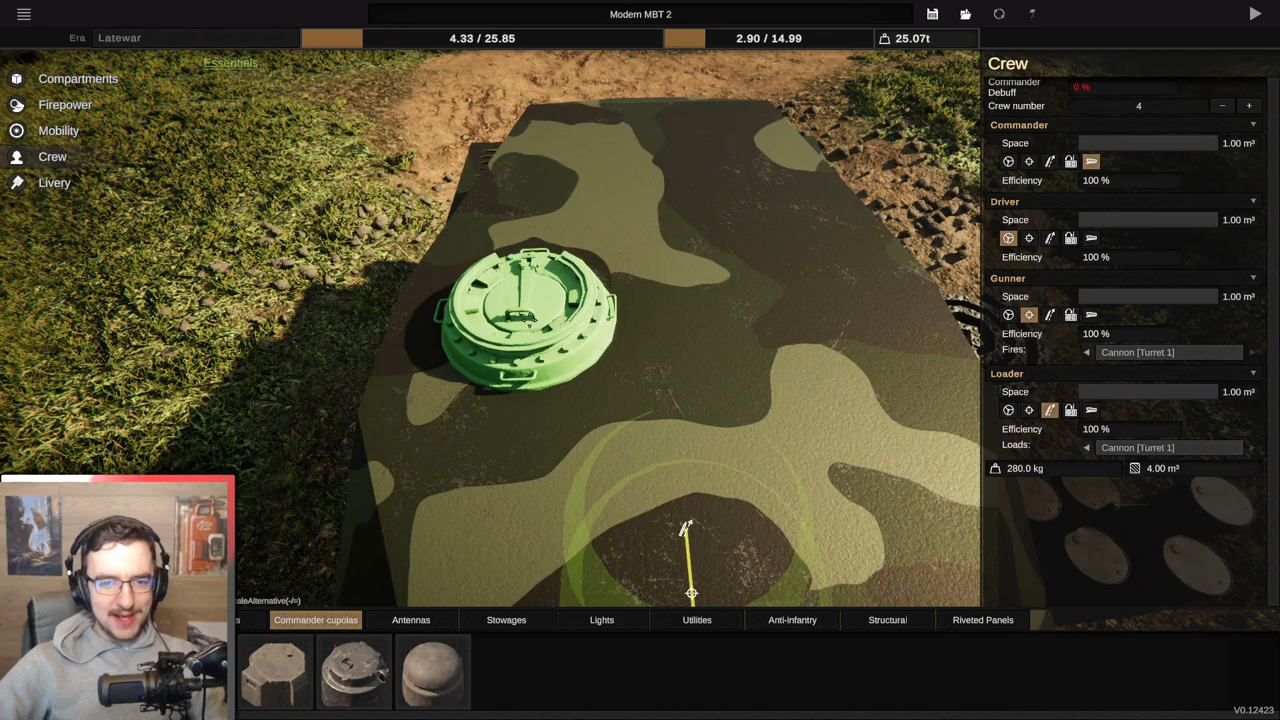 Modern MBT 2
Era
Latewar
4.33 / 25.85
2.90 / 14.99
25.07t
Essentials
Compartments
Firepower
Mobility
Crew
Livery
Crew
Commander Debuff
0 %
Crew number
4
Commander
Space
1.00 m³
Efficiency
100 %
Driver
Space
1.00 m³
Efficiency
100 %
Gunner
Space
1.00 m³
Efficiency
100 %
Fires:
Cannon [Turret 1]
Loader
Space
1.00 m³
Efficiency
100 %
Loads:
Cannon [Turret 1]
280.0 kg
4.00 m³
caleAlternative(-/=)
s
Commander cupolas
Antennas
Stowages
Lights
Utilities
Anti-infantry
Structural
Riveted Panels
V0.12423